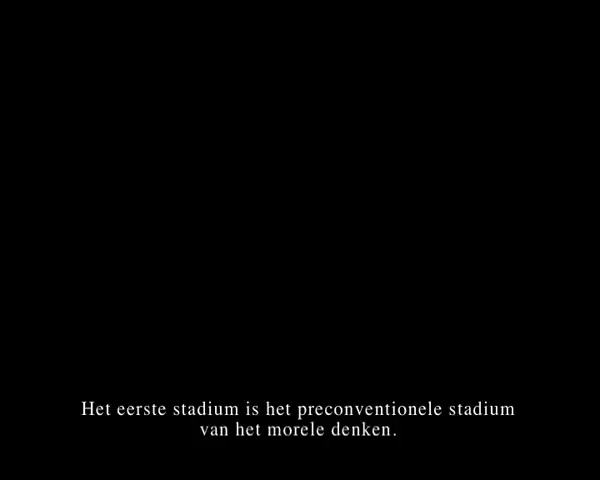 Het eerste stadium is het preconventionele stadium
van het morele denken.